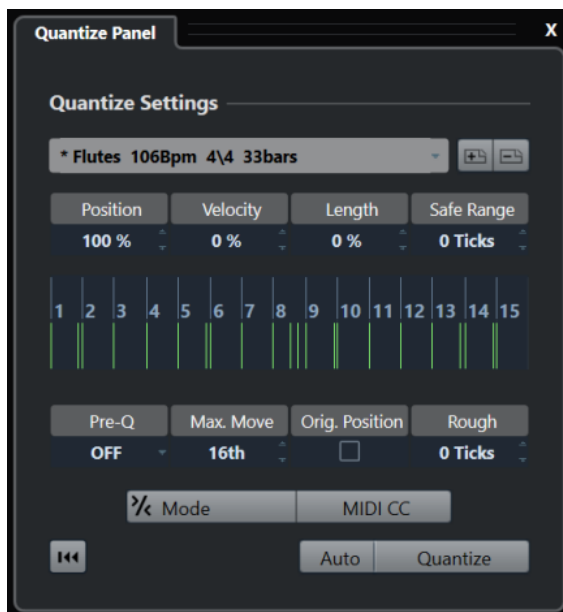 Quantize Panel X
Quantize Settings
* Flutes 106Bpm 4\4 33bars
Position Velocity Length Safe Range
100 % 0 % 0 % 0 Ticks
1 2 3 4 5 6 7 8 9 10 11 12 13 14 15
Pre-Q Max. Move Orig. Position Rough
OFF 16th 0 Ticks
Mode MIDI CC
Auto Quantize